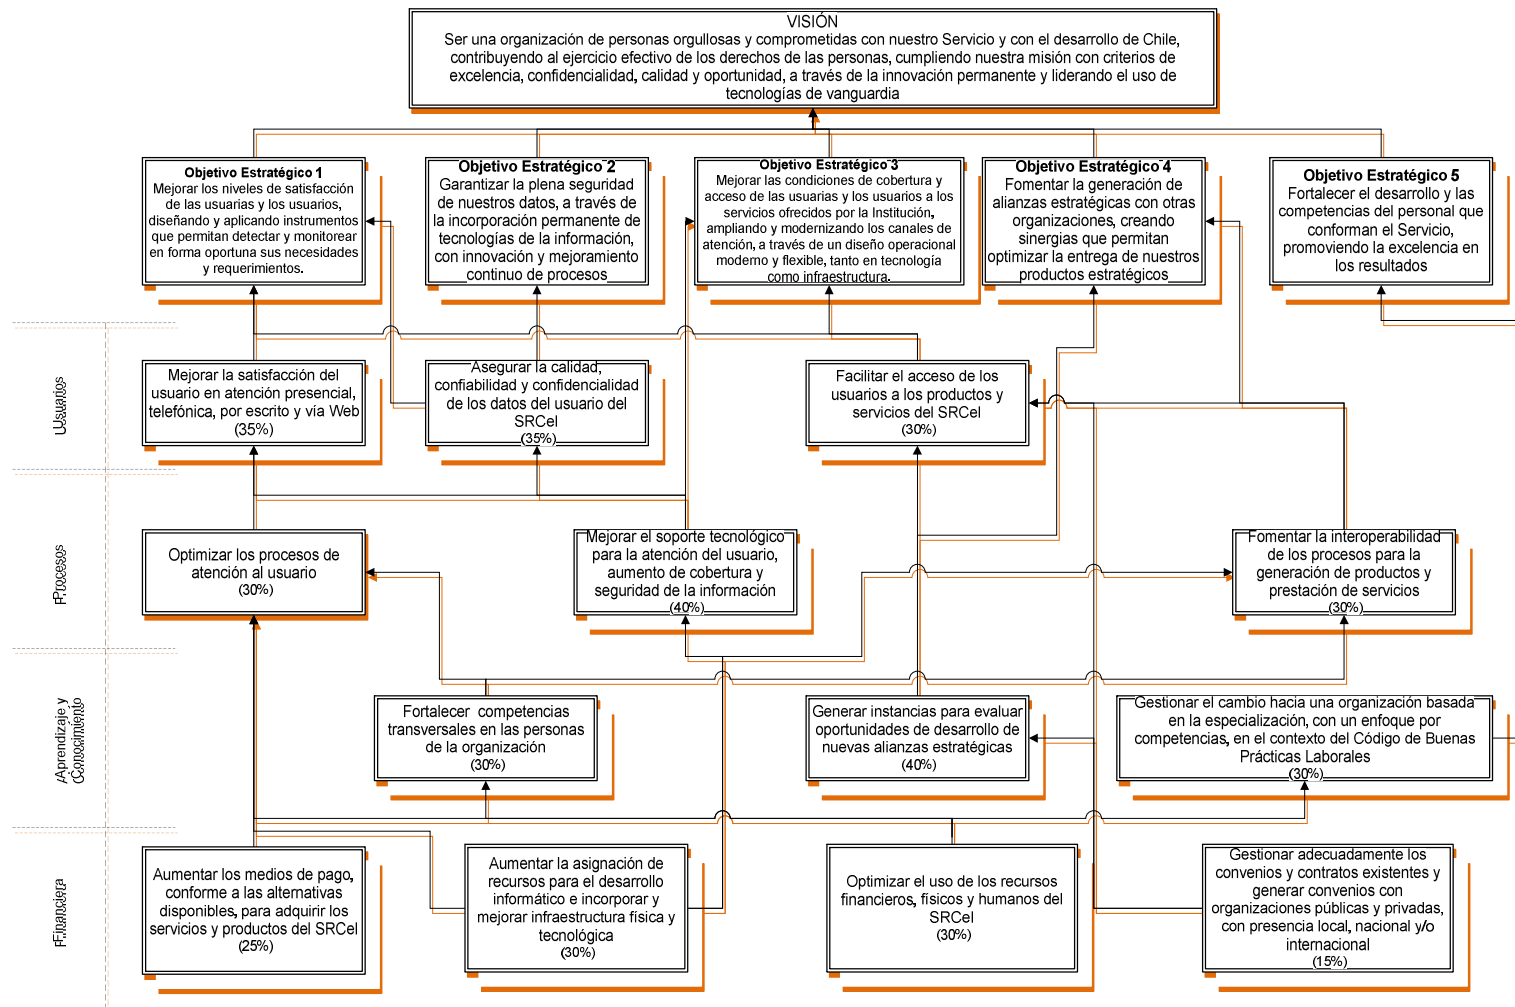 VISIÓN
Ser una organización de personas orgullosas y comprometidas con nuestro Servicio y con el desarrollo de Chile,
contribuyendo al ejercicio efectivo de los derechos de las personas, cumpliendo nuestra misión con criterios de
excelencia, confidencialidad, calidad y oportunidad, a través de la innovación permanente y liderando el uso de
tecnologías de vanguardia
Objetivo Estratégico 1
Mejorar los niveles de satisfacción
de las usuarias y los usuarios,
diseñando y aplicando instrumentos
que permitan detectar y monitorear
en forma oportuna sus necesidades
y requerimientos.
Objetivo Estratégico 2
Garantizar la plena seguridad
de nuestros datos, a través de
la incorporación permanente de
tecnologías de la información,
con innovación y mejoramiento
continuo de procesos
Objetivo Estratégico 3
Mejorar las condiciones de cobertura y
acceso de las usuarias y los usuarios a los
servicios ofrecidos por la Institución,
ampliando y modernizando los canales de
atención, a través de un diseño operacional
moderno y flexible, tanto en tecnología
como infraestructura.
Objetivo Estratégico 4
Fomentar la generación de
alianzas estratégicas con otras
organizaciones, creando
sinergias que permitan
optimizar la entrega de nuestros
productos estratégicos
Objetivo Estratégico 5
Fortalecer el desarrollo y las
competencias del personal que
conforman el Servicio,
promoviendo la excelencia en
los resultados
Usuarios
Mejorar la satisfacción del
usuario en atención presencial,
telefónica, por escrito y vía Web
(35%)
Asegurar la calidad,
confiabilidad y confidencialidad
de los datos del usuario del
SRCeI
(35%)
Facilitar el acceso de los
usuarios a los productos y
servicios del SRCeI
(30%)
Procesos
Optimizar los procesos de
atención al usuario
(30%)
Mejorar el soporte tecnológico
para la atención del usuario,
aumento de cobertura y
seguridad de la información
(40%)
Fomentar la interoperabilidad
de los procesos para la
generación de productos y
prestación de servicios
(30%)
Aprendizaje y
Conocimiento
Fortalecer competencias
transversales en las personas
de la organización
(30%)
Generar instancias para evaluar
oportunidades de desarrollo de
nuevas alianzas estratégicas
(40%)
Gestionar el cambio hacia una organización basada
en la especialización, con un enfoque por
competencias, en el contexto del Código de Buenas
Prácticas Laborales
(30%)
Financiera
Aumentar los medios de pago,
conforme a las alternativas
disponibles, para adquirir los
servicios y productos del SRCeI
(25%)
Aumentar la asignación de
recursos para el desarrollo
informático e incorporar y
mejorar infraestructura física y
tecnológica
(30%)
Optimizar el uso de los recursos
financieros, físicos y humanos del
SRCeI
(30%)
Gestionar adecuadamente los
convenios y contratos existentes y
generar convenios con
organizaciones públicas y privadas,
con presencia local, nacional y/o
internacional
(15%)